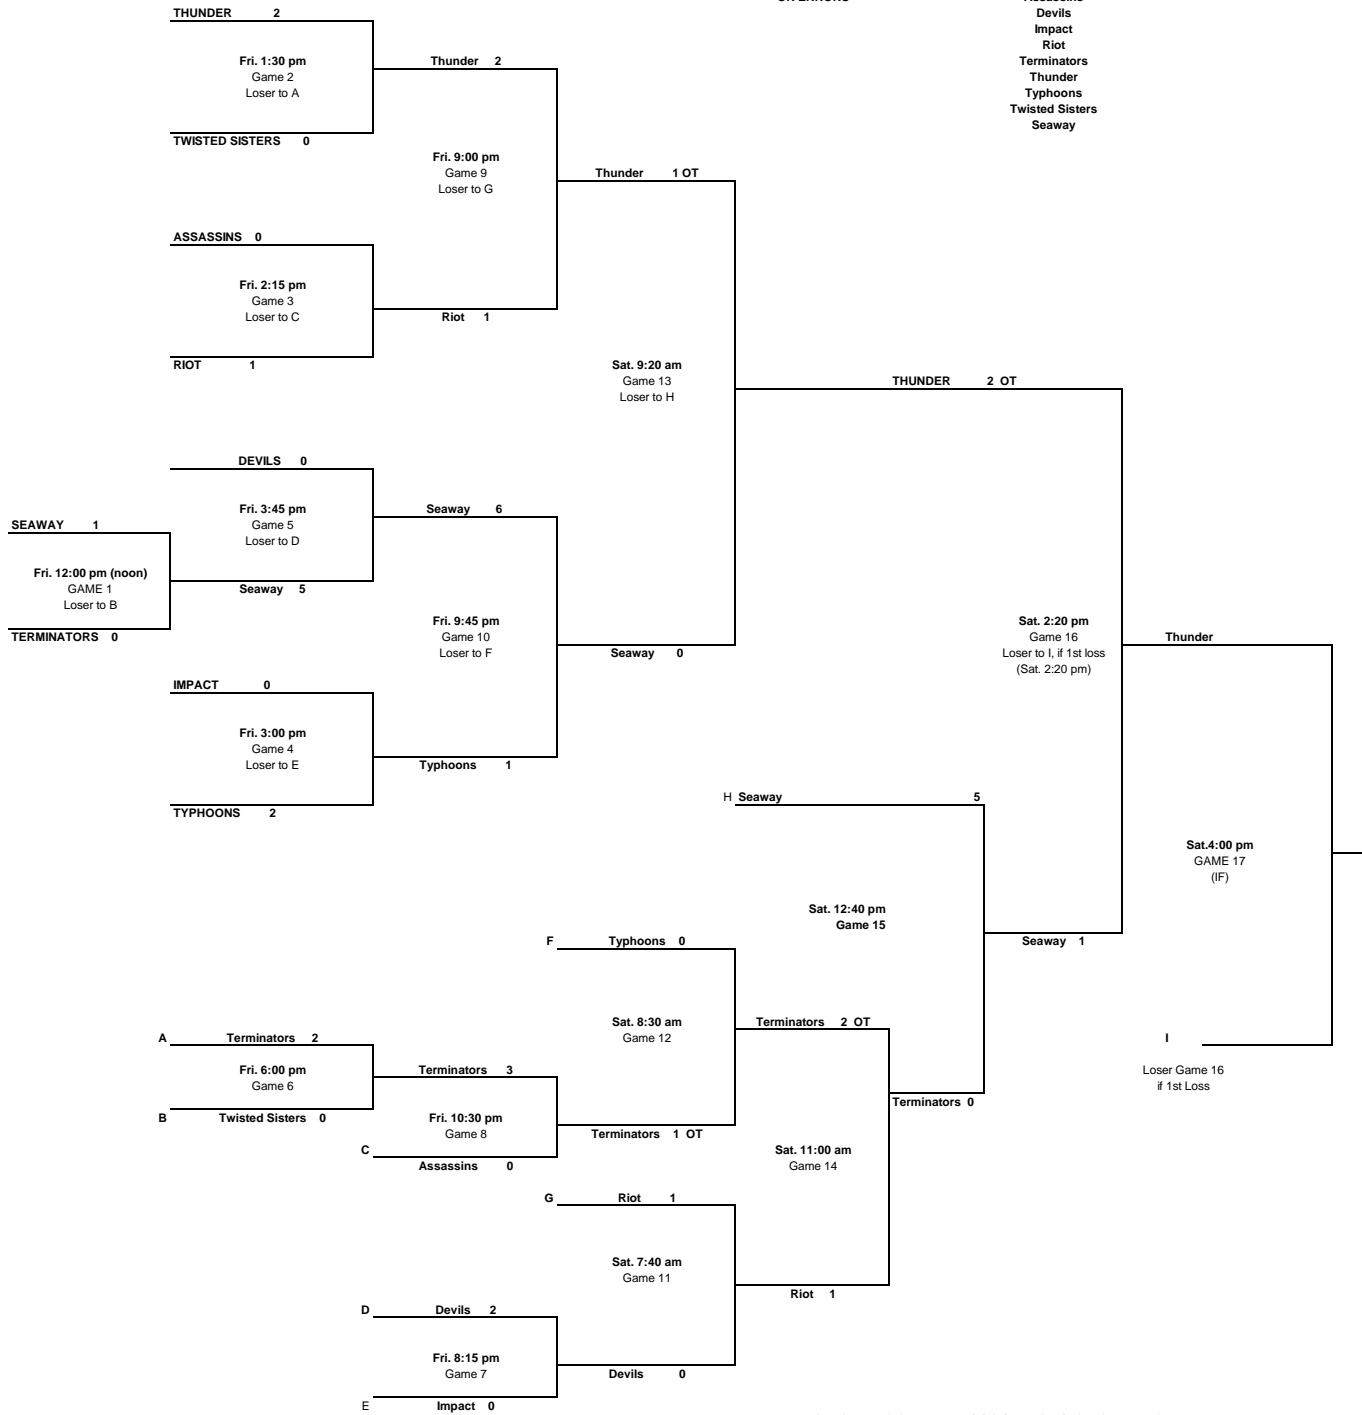 THUNDER 2
Fri. 1:30 pm
Game 2
Loser to A
TWISTED SISTERS 0
Thunder 2
Fri. 9:00 pm
Game 9
Loser to G
ASSASSINS 0
Fri. 2:15 pm
Game 3
Loser to C
RIOT 1
Riot 1
Thunder 1 OT
Sat. 9:20 am
Game 13
Loser to H
Devils
Impact
Riot
Terminators
Thunder
Typhoons
Twisted Sisters
Seaway
THUNDER 2 OT
DEVILS 0
Fri. 3:45 pm
Game 5
Loser to D
SEAWAY 1
Fri. 12:00 pm (noon)
GAME 1
Loser to B
TERMINATORS 0
Seaway 5
Seaway 6
Fri. 9:45 pm
Game 10
Loser to F
Seaway 0
IMPACT 0
Fri. 3:00 pm
Game 4
Loser to E
TYPHOONS 2
Typhoons 1
Sat. 2:20 pm
Game 16
Loser to I, if 1st loss
(Sat. 2:20 pm)
Thunder
H Seaway 5
Sat. 12:40 pm
Game 15
Seaway 1
Sat.4:00 pm
GAME 17
(IF)
F Typhoons 0
Sat. 8:30 am
Game 12
Terminators 2 OT
A Terminators 2
Fri. 6:00 pm
Game 6
B Twisted Sisters 0
Terminators 3
Fri. 10:30 pm
Game 8
C
Assassins 0
Terminators 1 OT
Terminators 0
Sat. 11:00 am
Game 14
I
Loser Game 16
if 1st Loss
G Riot 1
Sat. 7:40 am
Game 11
Riot 1
D Devils 2
Fri. 8:15 pm
Game 7
E Impact 0
Devils 0